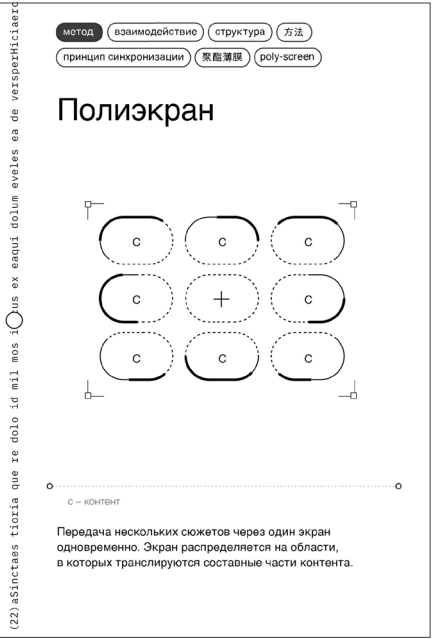 метод
взаимодействие
структура
方法
принцип синхронизации
聚酯薄膜
poly-screen
Полиэкран
с с с
с + с
с с с
с – контент
Передача нескольких сюжетов через один экран
одновременно. Экран распределяется на области,
в которых транслируются составные части контента.
(22)aSinctaes tioria que re dolo id mil mos us ex eaqui dolum eveles ea de versperHiciaero